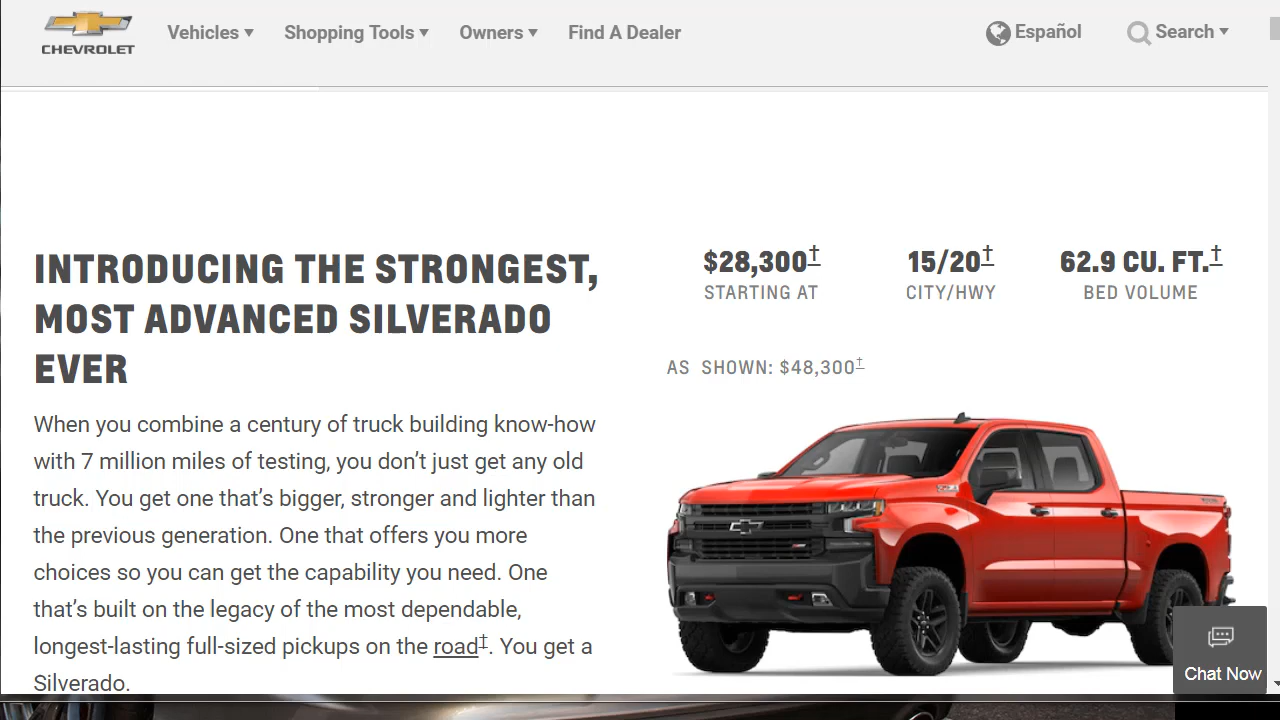 CHEVROLET
Vehicles ▼ Shopping Tools ▼ Owners ▼ Find A Dealer Español Search ▼
INTRODUCING THE STRONGEST,
MOST ADVANCED SILVERADO
EVER
When you combine a century of truck building know-how
with 7 million miles of testing, you don’t just get any old
truck. You get one that’s bigger, stronger and lighter than
the previous generation. One that offers you more
choices so you can get the capability you need. One
that’s built on the legacy of the most dependable,
longest-lasting full-sized pickups on the road‡. You get a
Silverado.
$28,300† 15/20† 62.9 CU. FT.†
STARTING AT CITY/HWY BED VOLUME
AS SHOWN: $48,300†
Chat Now